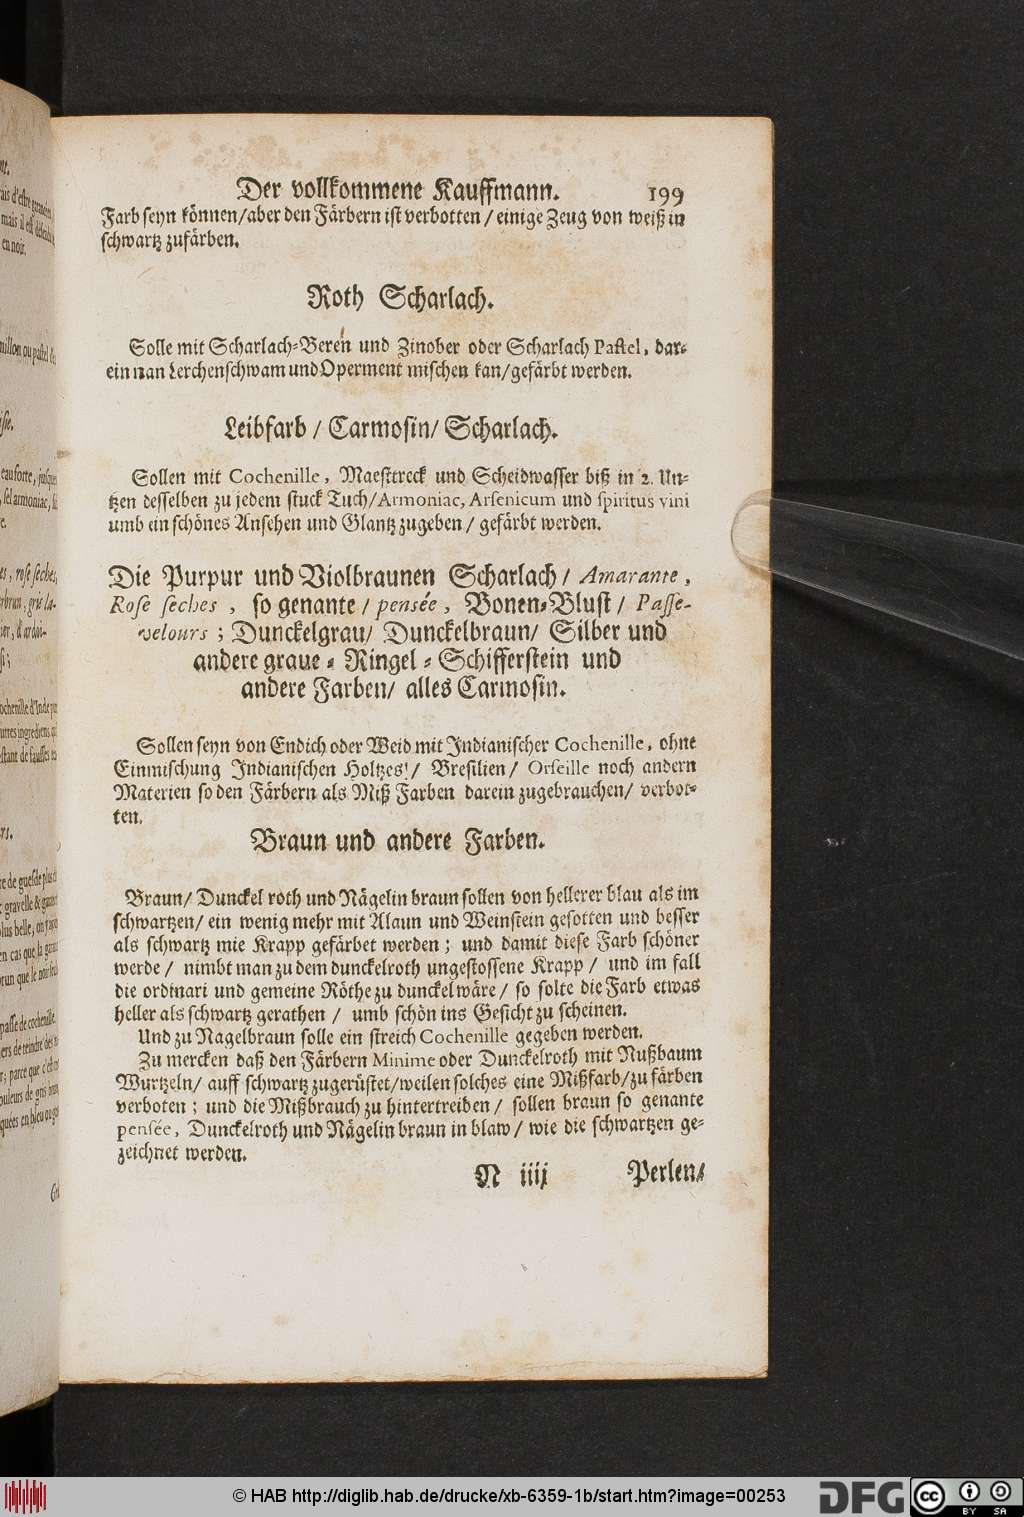 Der vollkommene Kauffmann. 199
Farb seyn können/aber den Färbern ist verbotten/ einige Zeug von weiß in
schwartz zufärben.
Roth Scharlach.
Solle mit Scharlach-Beren und Zinober oder Scharlach Pastel, dar-
ein man Lerchenschwam und Operment mischen kan/gefärbt werden.
Leibfarb / Carmosin/ Scharlach.
Sollen mit Cochenille, Maesttreck und Scheidwasser biß in 2. Un-
tzen desselben zu jedem stuck Tuch/Armoniac, Arsenicum und spiritus vini
umb ein schönes Ansehen und Glantz zugeben/ gefärbt werden.
Die Purpur und Violbraunen Scharlach/ Amarante,
Rose seches, so genante/ pensée, Bonen-Blust/ Passe-
velours; Dunckelgrau/ Dunckelbraun/ Silber und
andere graue - Ringel - Schifferstein und
andere Farben/ alles Carmosin.
Sollen seyn von Endich oder Weid mit Indianischer Cochenille, ohne
Einmischung Indianischen Holtzes!/ Bresilien/ Orseille noch andern
Materien so den Färbern als Miß Farben darein zugebrauchen/ verbot-
ten.
Braun und andere Farben.
Braun/ Dunckel roth und Nägelin braun sollen von hellerer blau als im
schwartzen/ ein wenig mehr mit Alaun und Weinstein gesotten und besser
als schwartz mie Krapp gefärbet werden; und damit diese Farb schöner
werde/ nimbt man zu dem dunckelroth ungestossene Krapp/ und im fall
die ordinari und gemeine Röthe zu dunckel wäre/ so solte die Farb etwas
heller als schwartz gerathen/ umb schön ins Gesicht zu scheinen.
Und zu Nagelbraun solle ein streich Cochenille gegeben werden.
Zu mercken daß den Färbern Minime oder Dunckelroth mit Nußbaum
Wurtzeln/ auff schwartz zugerüstet/weilen solches eine Mißfarb/zu färben
verboten; und die Mißbrauch zu hintertreiben/ sollen braun so genante
pensée, Dunckelroth und Nägelin braun in blaw/ wie die schwartzen ge-
zeichnet werden.
N iiij Perlen/
© HAB http://diglib.hab.de/drucke/xb-6359-1b/start.htm?image=00253
DFG
cc BY SA